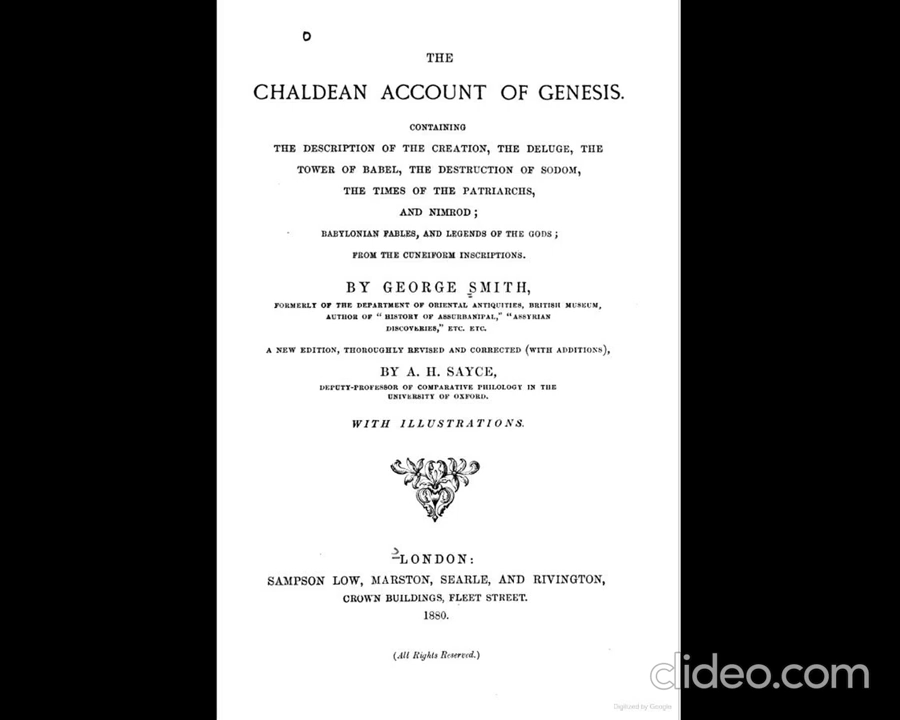 THE
CHALDEAN ACCOUNT OF GENESIS.
CONTAINING
THE DESCRIPTION OF THE CREATION, THE DELUGE, THE
TOWER OF BABEL, THE DESTRUCTION OF SODOM,
THE TIMES OF THE PATRIARCHS,
AND NIMROD;
BABYLONIAN FABLES, AND LEGENDS OF THE GODS;
FROM THE CUNEIFORM INSCRIPTIONS.
BY GEORGE SMITH,
FORMERLY OF THE DEPARTMENT OF ORIENTAL ANTIQUITIES, BRITISH MUSEUM,
AUTHOR OF "HISTORY OF ASSURBANIPAL," "ASSYRIAN
DISCOVERIES," ETC. ETC.
A NEW EDITION, THOROUGHLY REVISED AND CORRECTED (WITH ADDITIONS),
BY A. H. SAYCE,
DEPUTY-PROFESSOR OF COMPARATIVE PHILOLOGY IN THE
UNIVERSITY OF OXFORD.
WITH ILLUSTRATIONS.
LONDON:
SAMPSON LOW, MARSTON, SEARLE, AND RIVINGTON,
CROWN BUILDINGS, FLEET STREET.
1880.
(All Rights Reserved.)
clideo.com
Digitized by Google